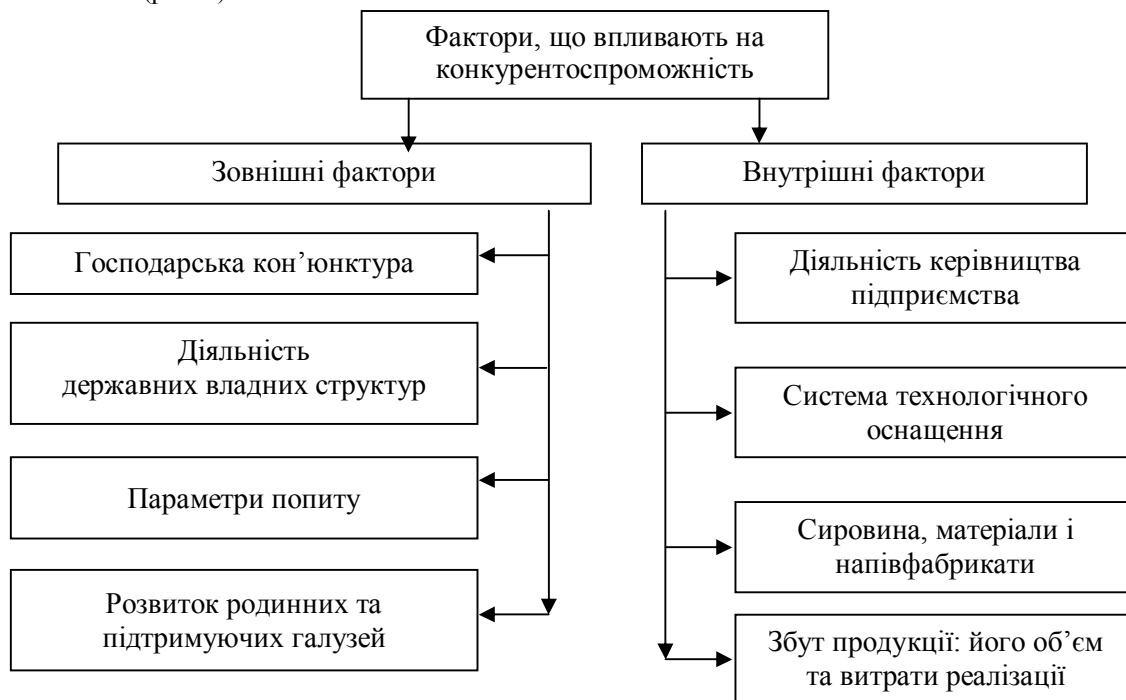 Фактори, що впливають на
конкурентоспроможність
Зовнішні фактори
Господарська кон’юнктура
Діяльність
державних владних структур
Параметри попиту
Розвиток родинних та
підтримуючих галузей
Внутрішні фактори
Діяльність керівництва
підприємства
Система технологічного
оснащення
Сировина, матеріали і
напівфабрикати
Збут продукції: його об’єм
та витрати реалізації